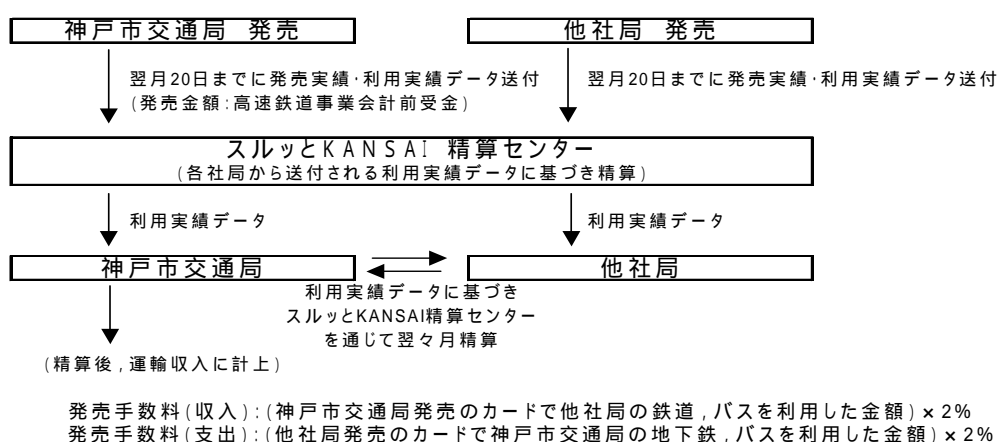 神戸市交通局 発売
他社局 発売
翌月20日までに発売実績・利用実績データ送付
(発売金額:高速鉄道事業会計前受金)
翌月20日までに発売実績・利用実績データ送付
スルッとKANSAI 精算センター
(各社局から送付される利用実績データに基づき精算)
利用実績データ
利用実績データ
神戸市交通局
他社局
利用実績データに基づき
スルッとKANSAI精算センター
を通じて翌々月精算
(精算後,運輸収入に計上)
発売手数料(収入):(神戸市交通局発売のカードで他社局の鉄道,バスを利用した金額)×2%
発売手数料(支出):(他社局発売のカードで神戸市交通局の地下鉄,バスを利用した金額)×2%